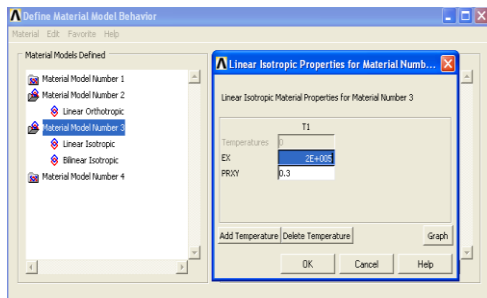 Define Material Model Behavior
Material Edit Favorite Help
Material Models Defined
Material Model Number 1
Material Model Number 2
Linear Orthotropic
Material Model Number 3
Linear Isotropic
Bilinear Isotropic
Material Model Number 4
Linear Isotropic Properties for Material Numb...
Linear Isotropic Material Properties for Material Number 3
T1
Temperatures 0
EX 2E+005
PRXY 0.3
Add Temperature Delete Temperature Graph
OK Cancel Help